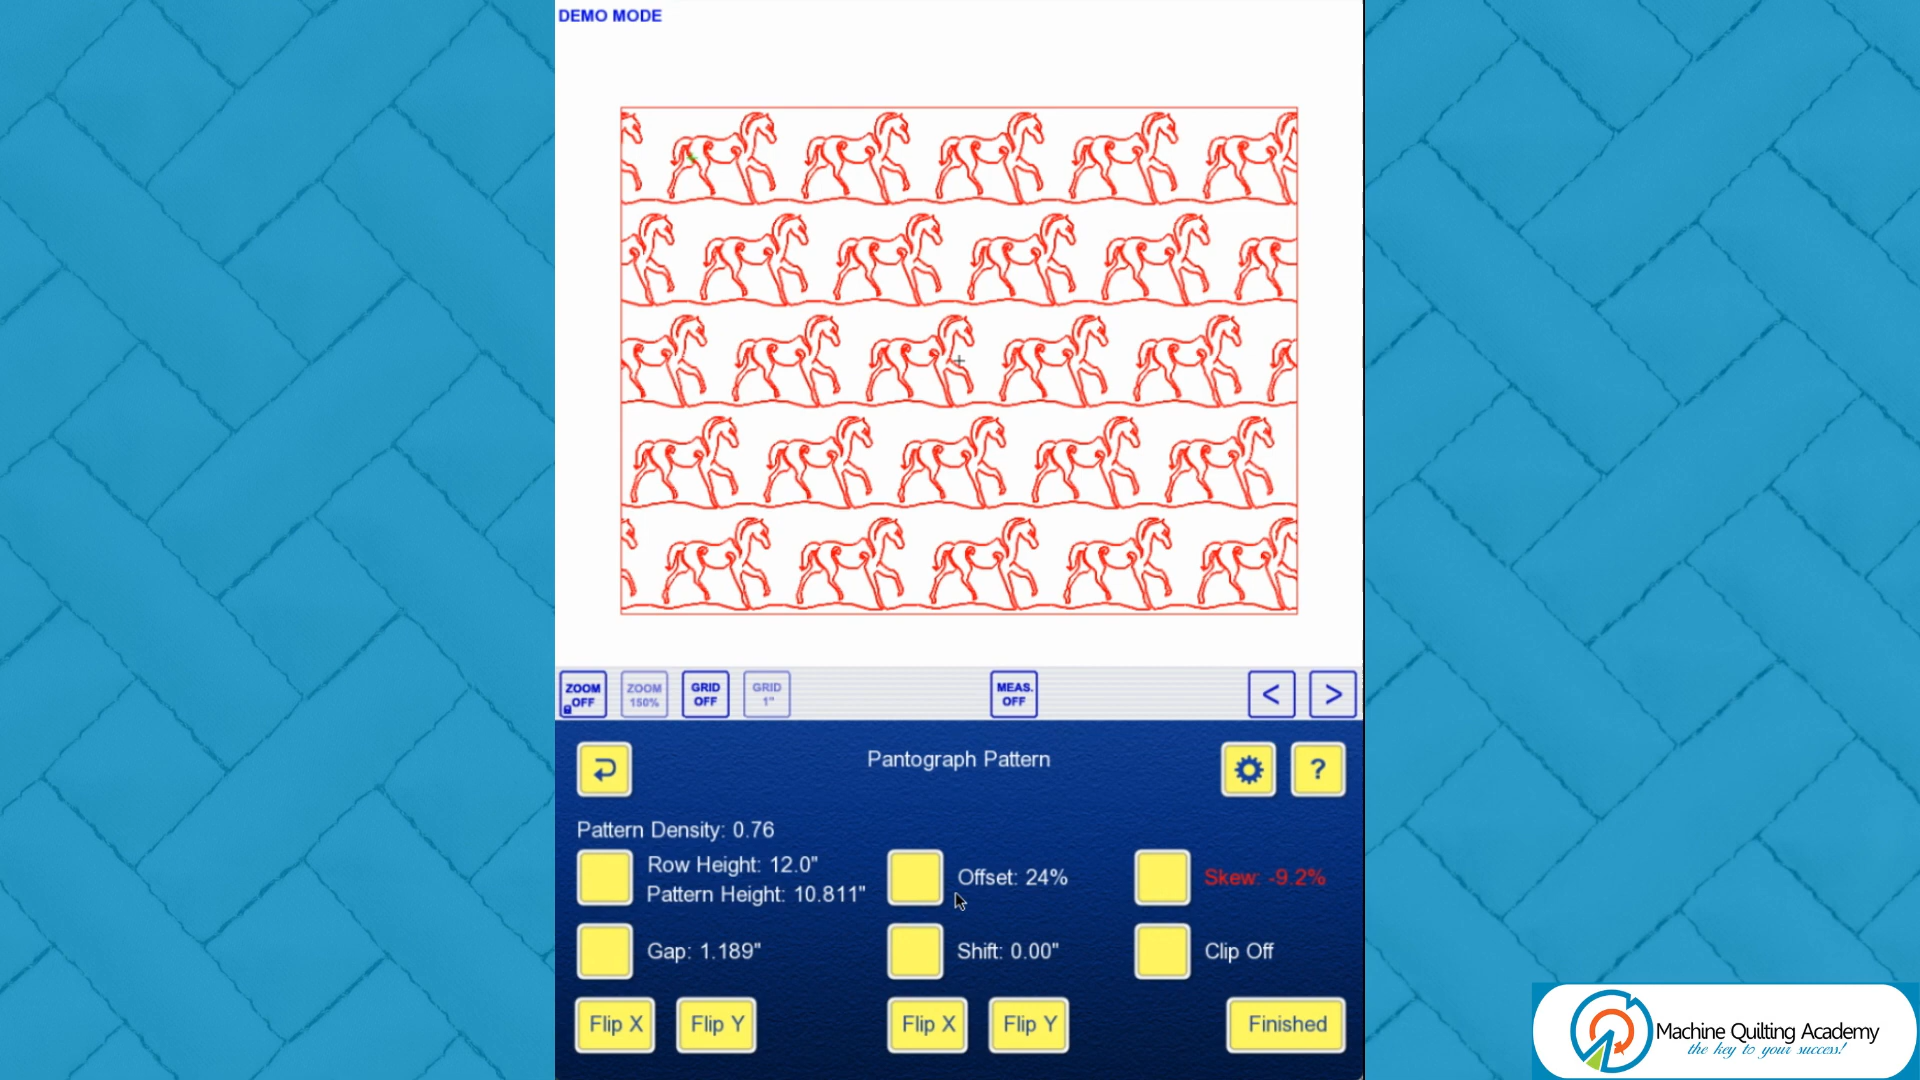 DEMO MODE
ZOOM OFF
ZOOM 150%
GRID OFF
GRID 1"
MEAS. OFF
<
>
Pantograph Pattern
?
Pattern Density: 0.76
Row Height: 12.0"
Pattern Height: 10.811"
Offset: 24%
Skew: -9.2%
Gap: 1.189"
Shift: 0.00"
Clip Off
Flip X
Flip Y
Flip X
Flip Y
Finished
Machine Quilting Academy
the key to your success!